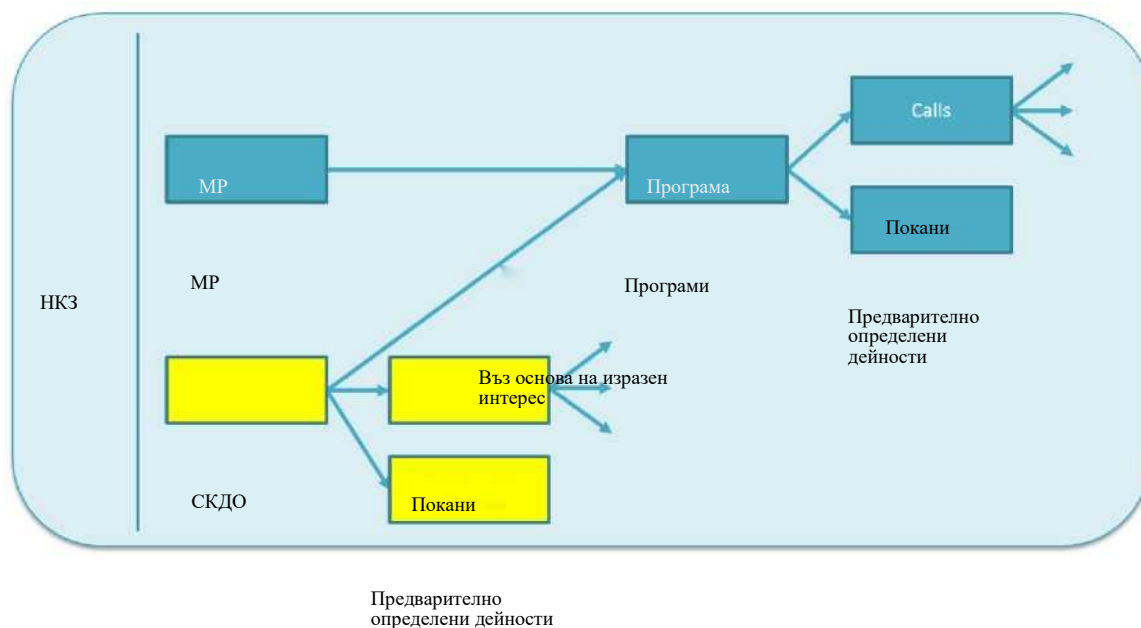 Calls
МР
Програма
Покани
МР
Програми
НКЗ
Предварително
определени
дейности
Въз основа на изразен
интерес
СКДО
Покани
Предварително
определени дейности